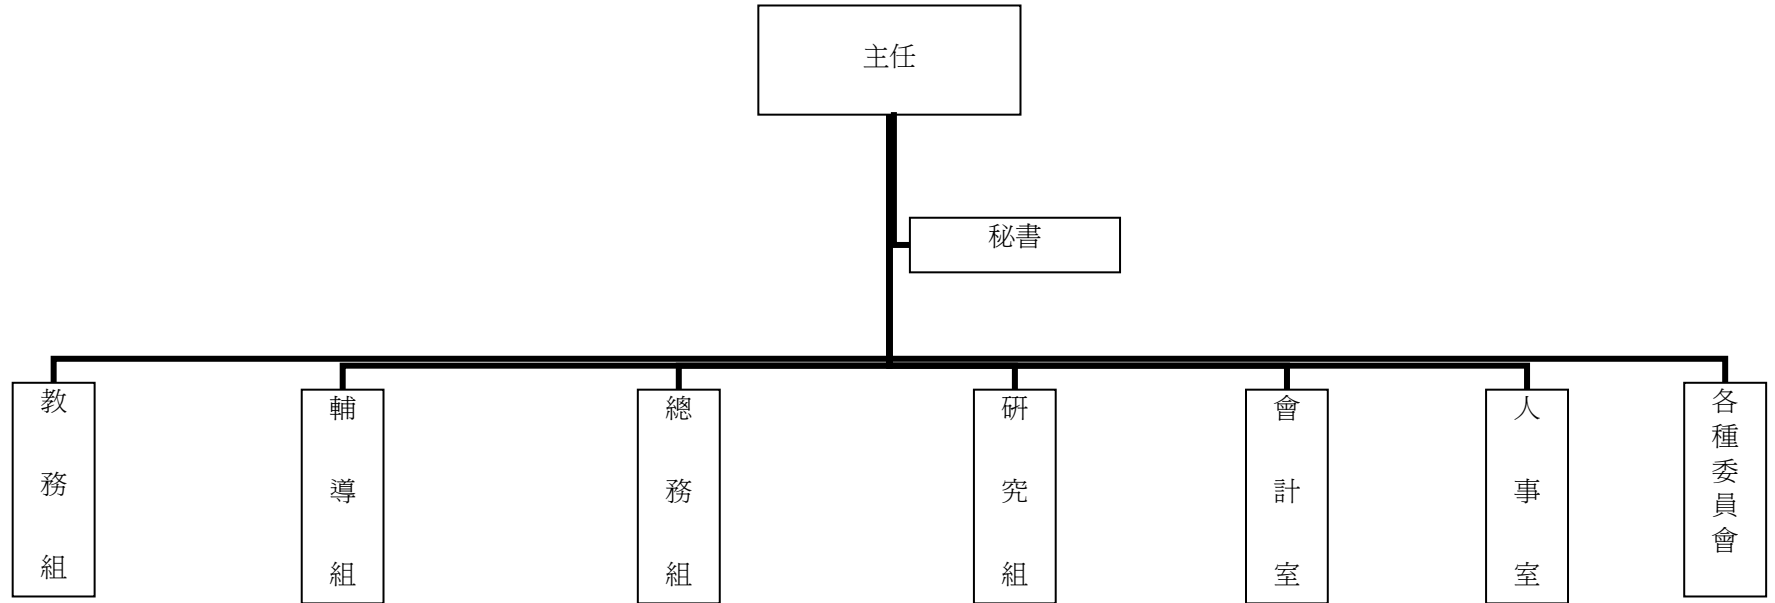 主任
秘書
教務組
輔導組
總務組
研究組
會計室
人事室
各種委員會